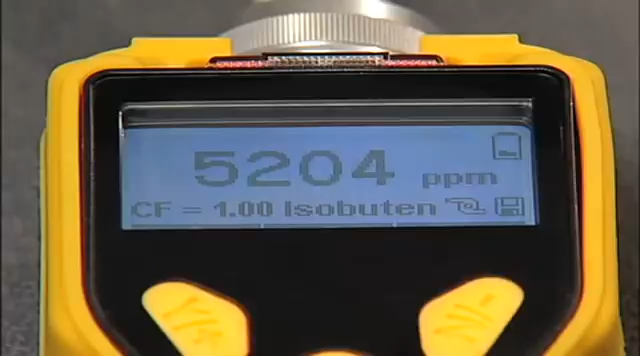 5204 ppm
CF = 1.00 Isobuten
Y/+
N/-